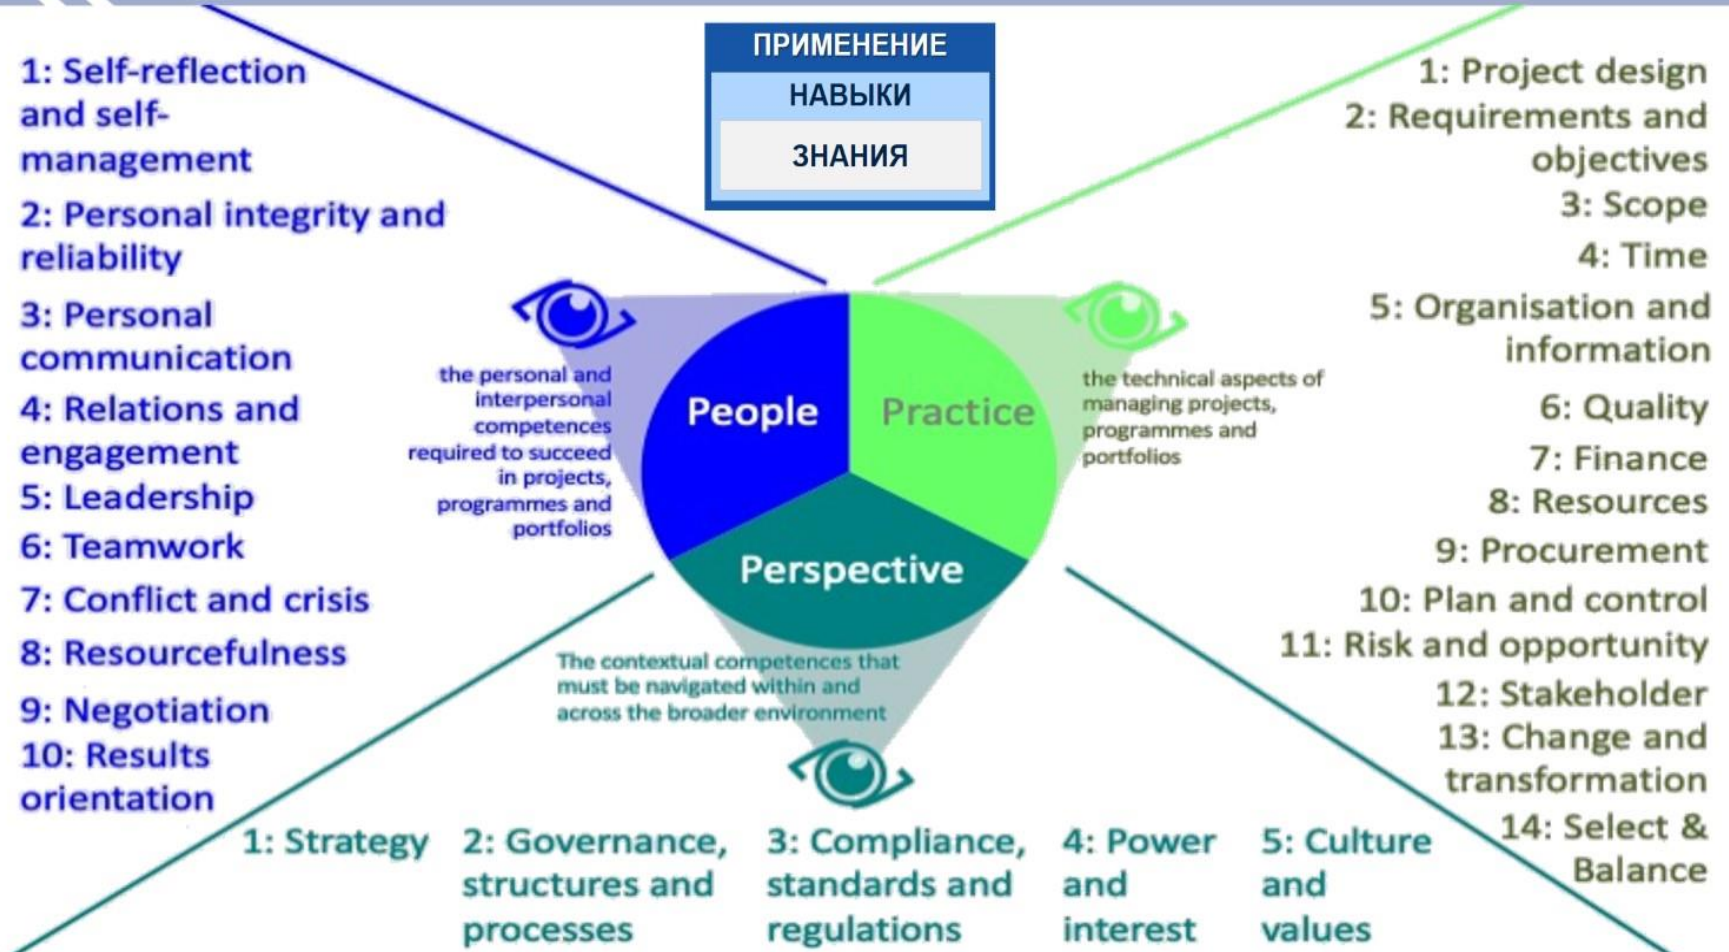 ПРИМЕНЕНИЕ
НАВЫКИ
ЗНАНИЯ
1: Self-reflection
and self-
management
2: Personal integrity and
reliability
3: Personal
communication
4: Relations and
engagement
5: Leadership
6: Teamwork
7: Conflict and crisis
8: Resourcefulness
9: Negotiation
10: Results
orientation
the personal and
interpersonal
competences
required to succeed
in projects,
programmes and
portfolios
People
Practice
Perspective
the technical aspects of
managing projects,
programmes and
portfolios
1: Project design
2: Requirements and
objectives
3: Scope
4: Time
5: Organisation and
information
6: Quality
7: Finance
8: Resources
9: Procurement
10: Plan and control
11: Risk and opportunity
12: Stakeholder
13: Change and
transformation
14: Select &
Balance
The contextual competences that
must be navigated within and
across the broader environment
1: Strategy
2: Governance,
structures and
processes
3: Compliance,
standards and
regulations
4: Power
and
interest
5: Culture
and
values